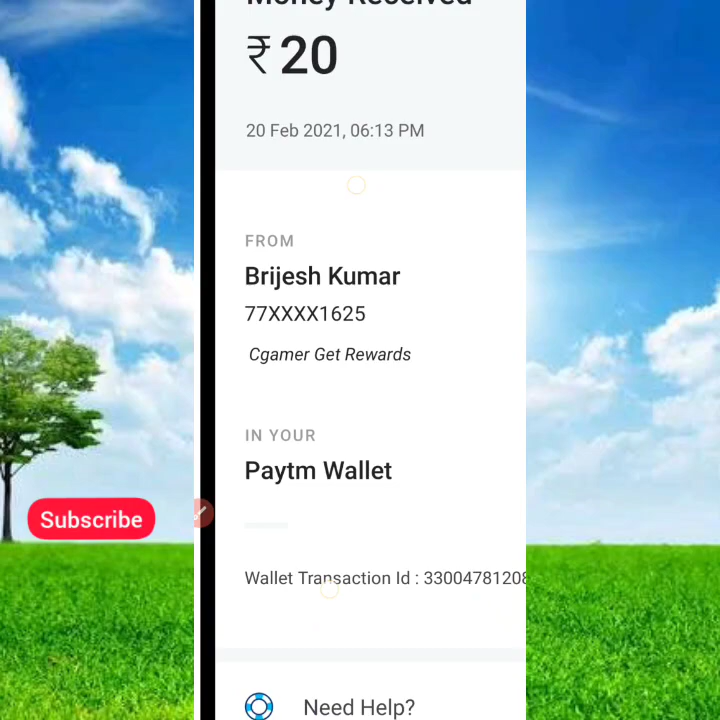 Money Received
₹20
20 Feb 2021, 06:13 PM
FROM
Brijesh Kumar
77XXXX1625
Cgamer Get Rewards
IN YOUR
Paytm Wallet
Subscribe
Wallet Transaction Id : 33004781208
Need Help?